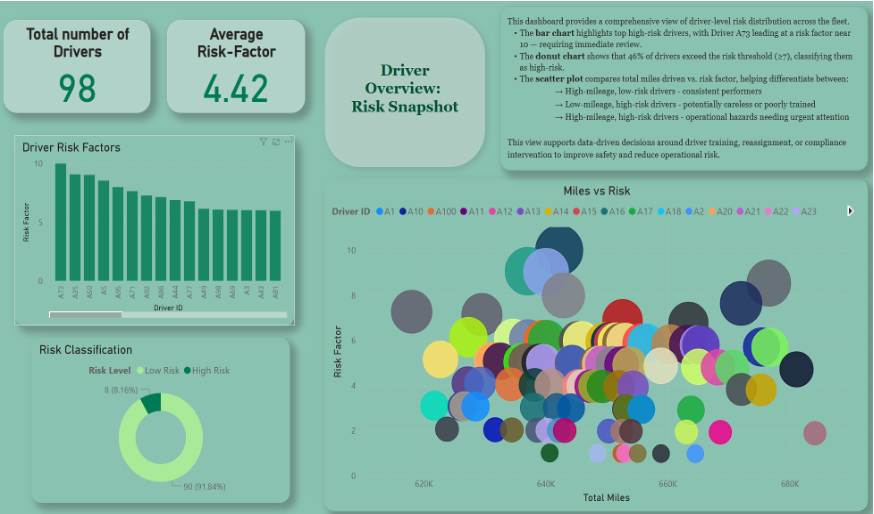 Total number of
Drivers
98
Average
Risk-Factor
4.42
Driver
Overview:
Risk Snapshot
This dashboard provides a comprehensive view of driver-level risk distribution across the fleet.
• The bar chart highlights top high-risk drivers, with Driver A73 leading at a risk factor near
10 — requiring immediate review.
• The donut chart shows that 46% of drivers exceed the risk threshold (≥7), classifying them
as high-risk.
• The scatter plot compares total miles driven vs. risk factor, helping differentiate between:
→ High-mileage, low-risk drivers - consistent performers
→ Low-mileage, high-risk drivers - potentially careless or poorly trained
→ High-mileage, high-risk drivers - operational hazards needing urgent attention
This view supports data-driven decisions around driver training, reassignment, or compliance
intervention to improve safety and reduce operational risk.
Driver Risk Factors
10
5
0
Risk Factor
A73 A35 A50 A5 A95 A71 A92 A86 A44 A77 A49 A98 A69 A3 A43 A81
Driver ID
Risk Classification
Risk Level Low Risk High Risk
8 (8.16%)
90 (91.84%)
Miles vs Risk
Driver ID A1 A10 A100 A11 A12 A13 A14 A15 A16 A17 A18 A2 A20 A21 A22 A23
10
8
6
4
2
0
Risk Factor
620K 640K 660K 680K
Total Miles